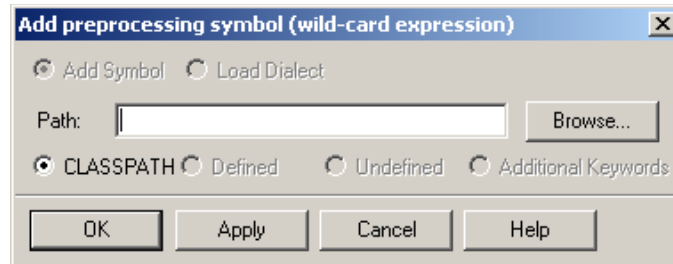 Add preprocessing symbol (wild-card expression)
Add Symbol Load Dialect
Path: Browse...
CLASSPATH Defined Undefined Additional Keywords
OK Apply Cancel Help